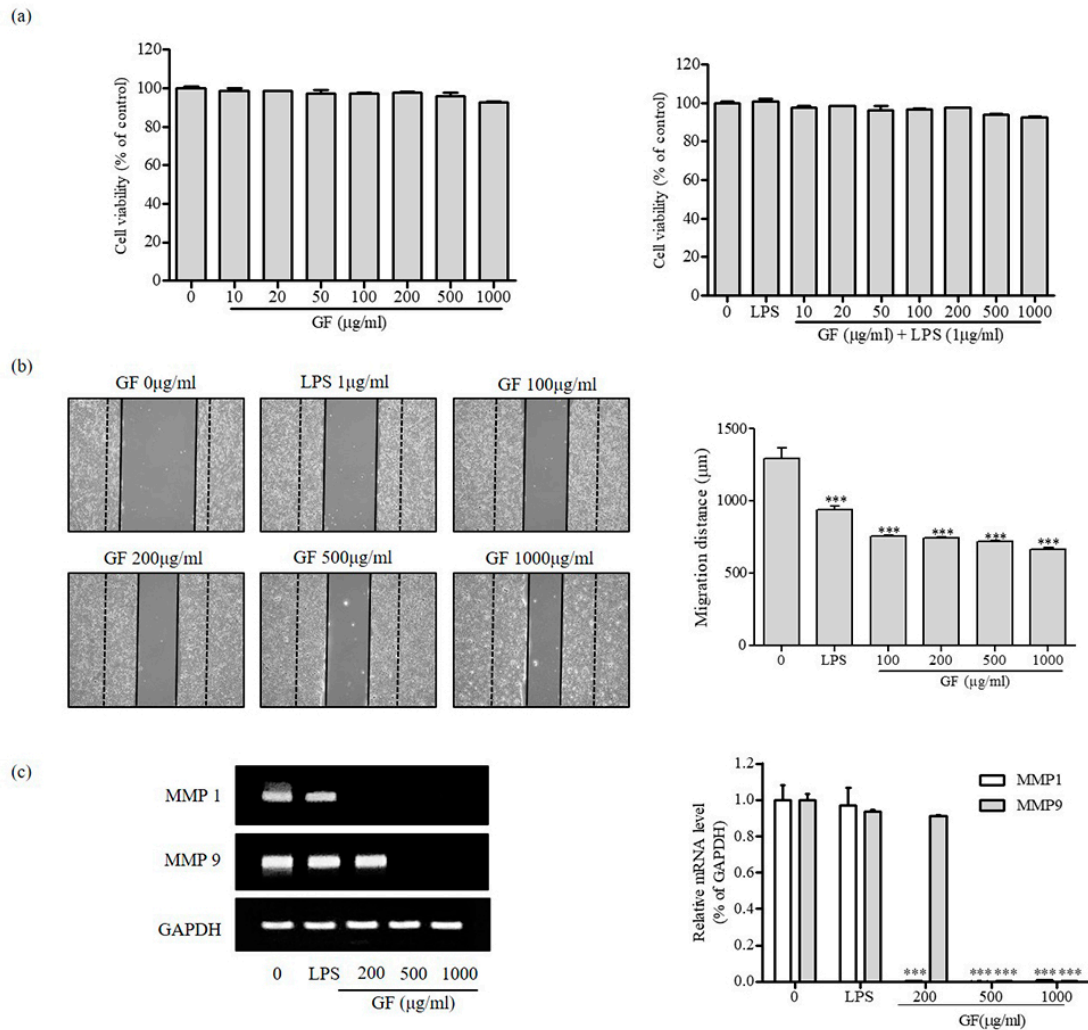 (a)
120
100
80
60
40
20
0
Cell viability (% of control)
0 10 20 50 100 200 500 1000
GF (µg/ml)
120
100
80
60
40
20
0
Cell viability (% of control)
0 LPS 10 20 50 100 200 500 1000
GF (µg/ml) + LPS (1µg/ml)
(b)
GF 0µg/ml LPS 1µg/ml GF 100µg/ml
GF 200µg/ml GF 500µg/ml GF 1000µg/ml
1500
1000
500
0
Migration distance (µm)
***
*** *** *** ***
0 LPS 100 200 500 1000
GF (µg/ml)
(c)
MMP 1
MMP 9
GAPDH
0 LPS 200 500 1000
GF (µg/ml)
1.2
1.0
0.8
0.6
0.4
0.2
0.0
Relative mRNA level
(% of GAPDH)
MMP1
MMP9
*** *** *** *** ***
0 LPS 200 500 1000
GF(µg/ml)